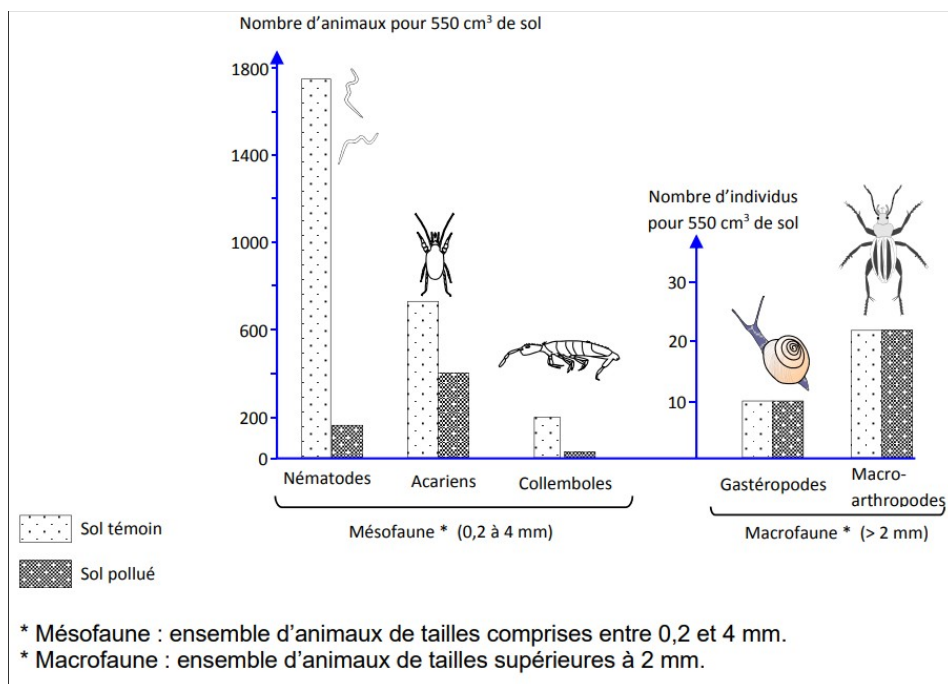 Nombre d’animaux pour 550 cm³ de sol
1800
1400
1000
600
200
0
Nématodes
Acariens
Collemboles
Mésofaune * (0,2 à 4 mm)
Nombre d’individus
pour 550 cm³ de sol
30
20
10
Gastéropodes
Macro-
arthropodes
Macrofaune * (> 2 mm)
Sol témoin
Sol pollué
* Mésofaune : ensemble d’animaux de tailles comprises entre 0,2 et 4 mm.
* Macrofaune : ensemble d’animaux de tailles supérieures à 2 mm.